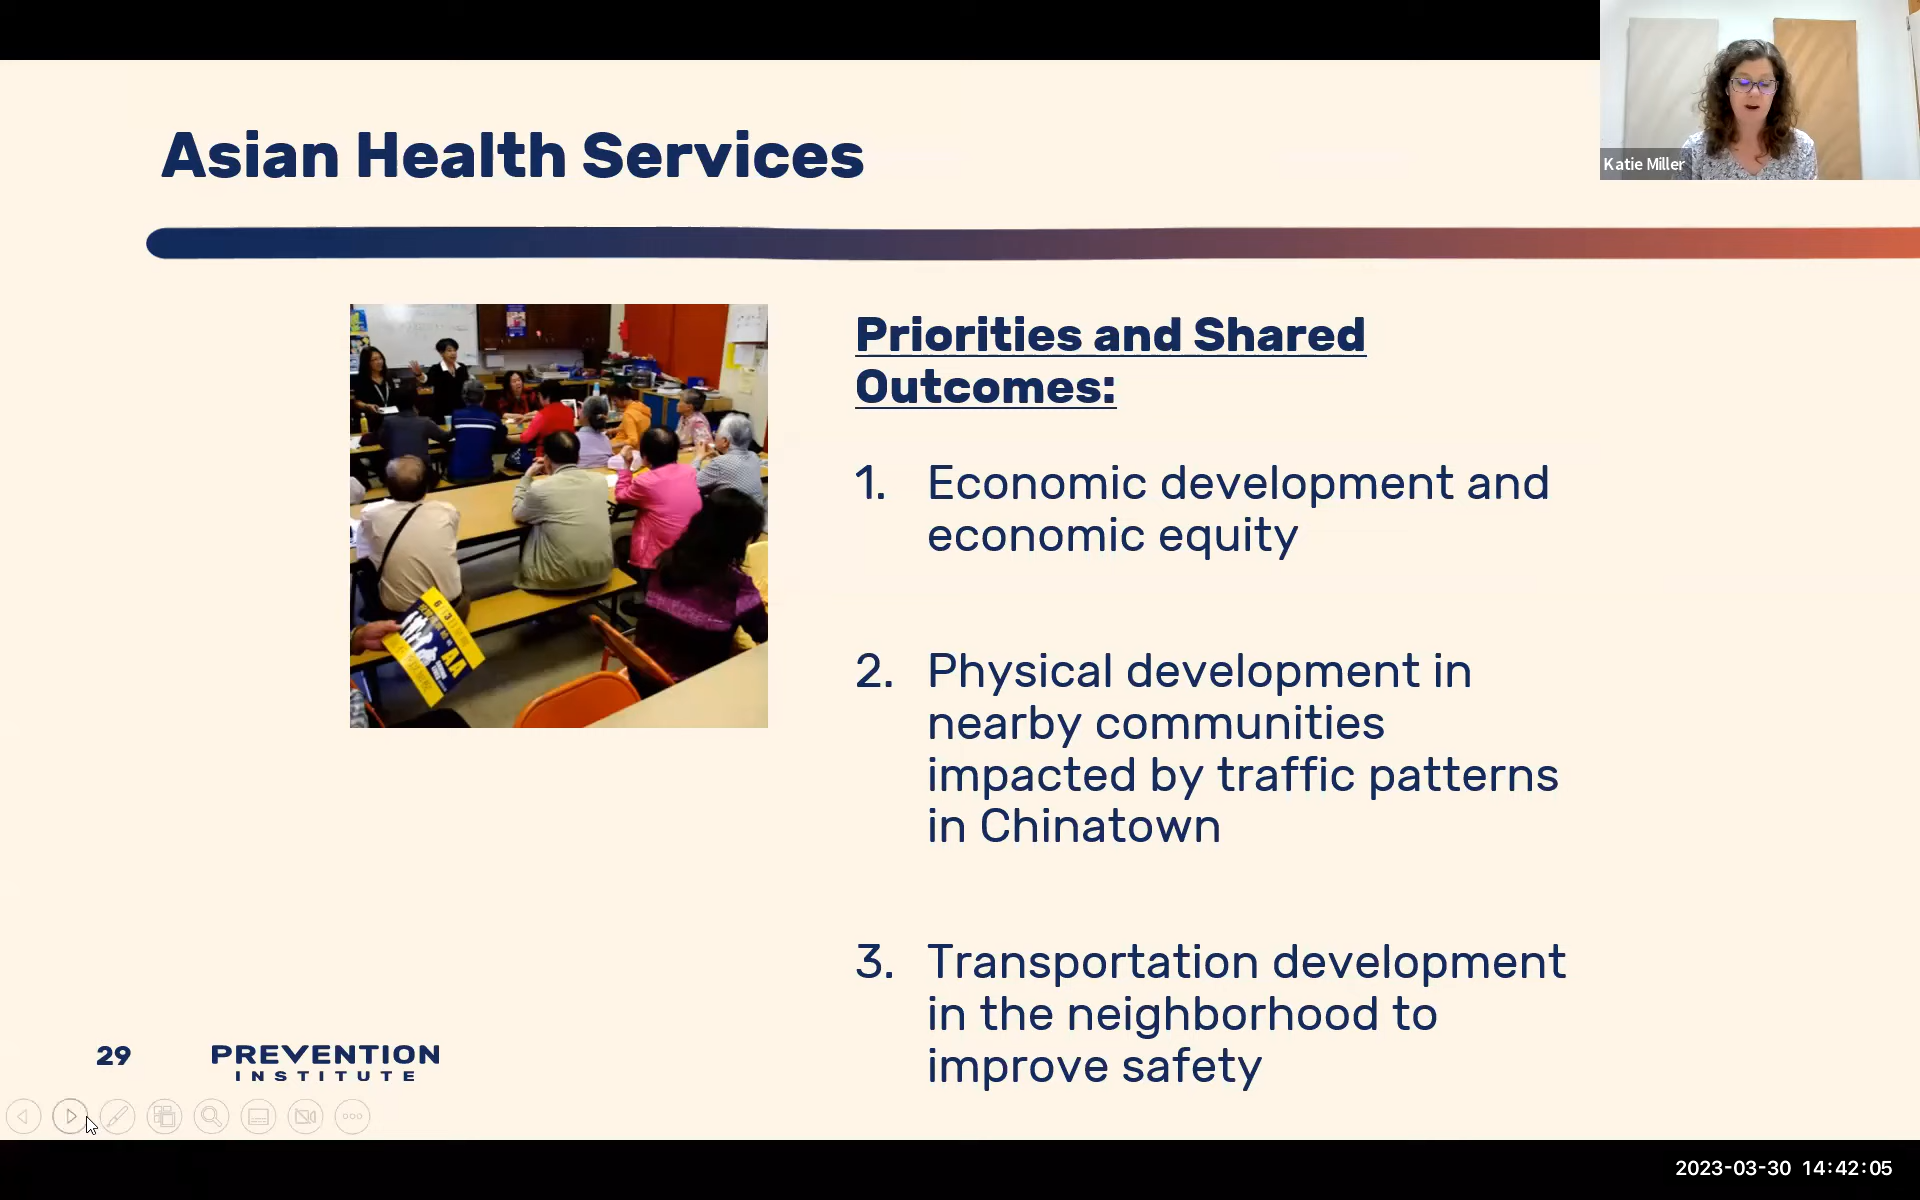 Asian Health Services
Katie Miller
Priorities and Shared
Outcomes:
1. Economic development and
economic equity
2. Physical development in
nearby communities
impacted by traffic patterns
in Chinatown
3. Transportation development
in the neighborhood to
improve safety
AA
29
PREVENTION
INSTITUTE
2023-03-30 14:42:05